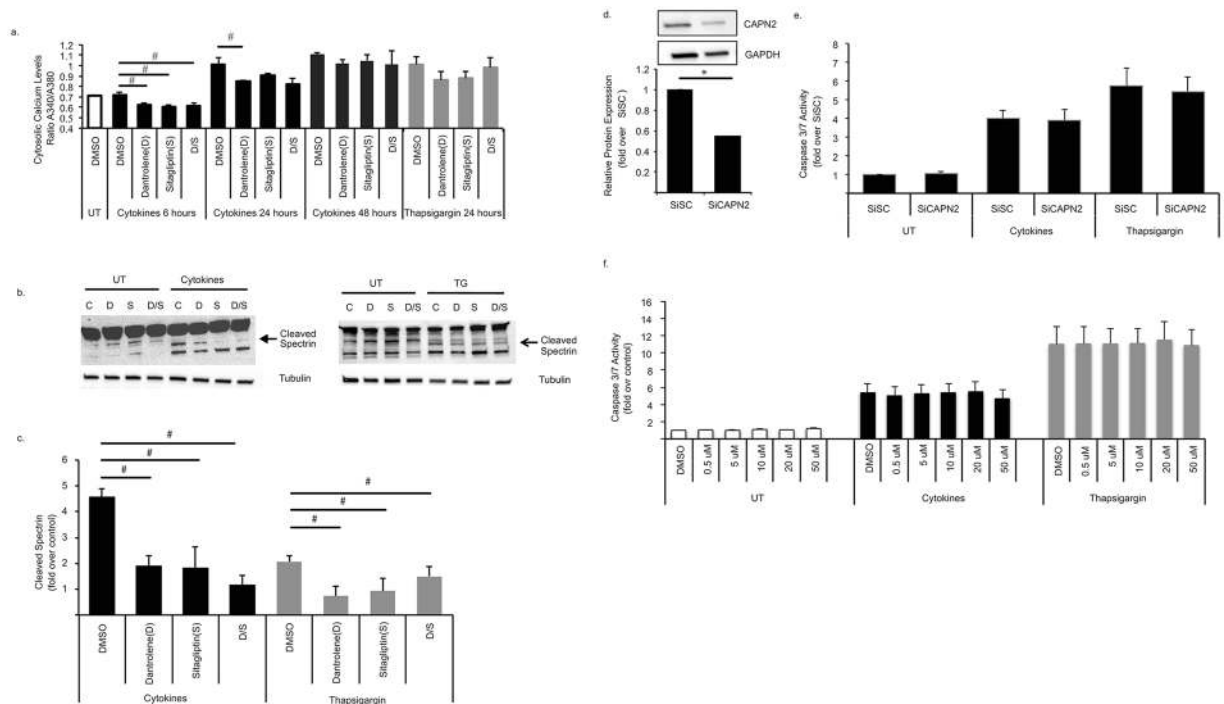 a.
Cytosolic Calcium Levels
Ratio A340/A380
1.2
1.1
1
0.9
0.8
0.7
0.6
0.5
0.4
# # # #
DMSO DMSO Dantrolene(D) Sitagliptin(S) D/S DMSO Dantrolene(D) Sitagliptin(S) D/S DMSO Dantrolene(D) Sitagliptin(S) D/S DMSO Dantrolene(D) Sitagliptin(S) D/S
UT Cytokines 6 hours Cytokines 24 hours Cytokines 48 hours Thapsigargin 24 hours
b.
UT Cytokines
C D S D/S C D S D/S
Cleaved
Spectrin
Tubulin
UT TG
C D S D/S C D S D/S
Cleaved
Spectrin
Tubulin
c.
Cleaved Spectrin
(fold over control)
6
5
4
3
2
1
#
#
#
#
#
#
DMSO Dantrolene(D) Sitagliptin(S) D/S DMSO Dantrolene(D) Sitagliptin(S) D/S
Cytokines Thapsigargin
d.
CAPN2
GAPDH
Relative Protein Expression
(fold over SiSC)
*
1.2
1
0.8
0.6
0.4
0.2
SiSC SiCAPN2
e.
Caspase 3/7 Activity
(fold over SiSC)
8
7
6
5
4
3
2
1
SiSC SiCAPN2 SiSC SiCAPN2 SiSC SiCAPN2
UT Cytokines Thapsigargin
f.
Caspase 3/7 Activity
(fold ovr control)
16
14
12
10
8
6
4
2
DMSO 0.5 uM 5 uM 10 uM 20 uM 50 uM DMSO 0.5 uM 5 uM 10 uM 20 uM 50 uM DMSO 0.5 uM 5 uM 10 uM 20 uM 50 uM
UT Cytokines Thapsigargin